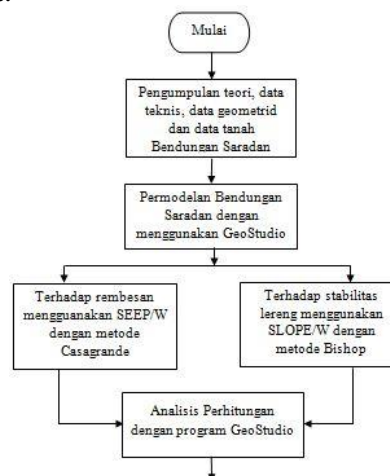 Mulai
Pengumpulan teori, data
teknis, data geometrid
dan data tanah
Bendungan Saradan
Permodelan Bendungan
Saradan dengan
menggunakan GeoStudio
Terhadap rembesan
mengguanakan SEEP/W
dengan metode
Casagrande
Terhadap stabilitas
lereng menggunakan
SLOPE/W dengan
metode Bishop
Analisis Perhitungan
dengan program GeoStudio